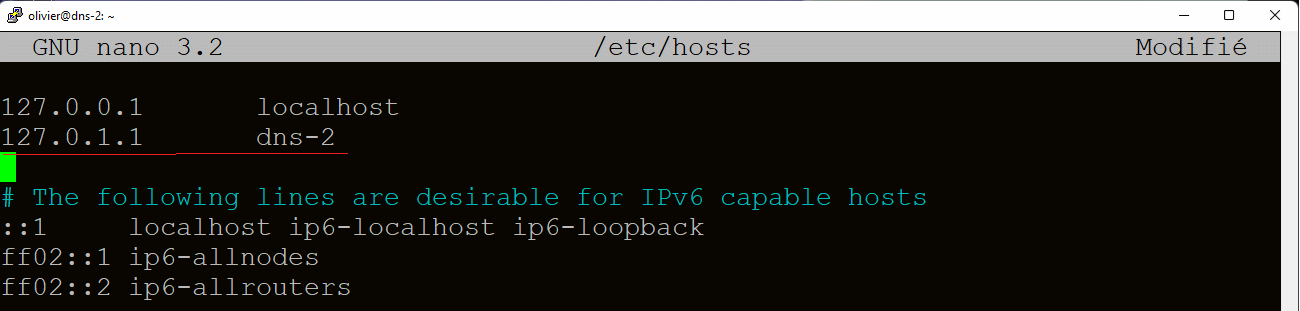 olivier@dns-2: ~
GNU nano 3.2 /etc/hosts Modifié
127.0.0.1 localhost
127.0.1.1 dns-2
# The following lines are desirable for IPv6 capable hosts
::1 localhost ip6-localhost ip6-loopback
ff02::1 ip6-allnodes
ff02::2 ip6-allrouters